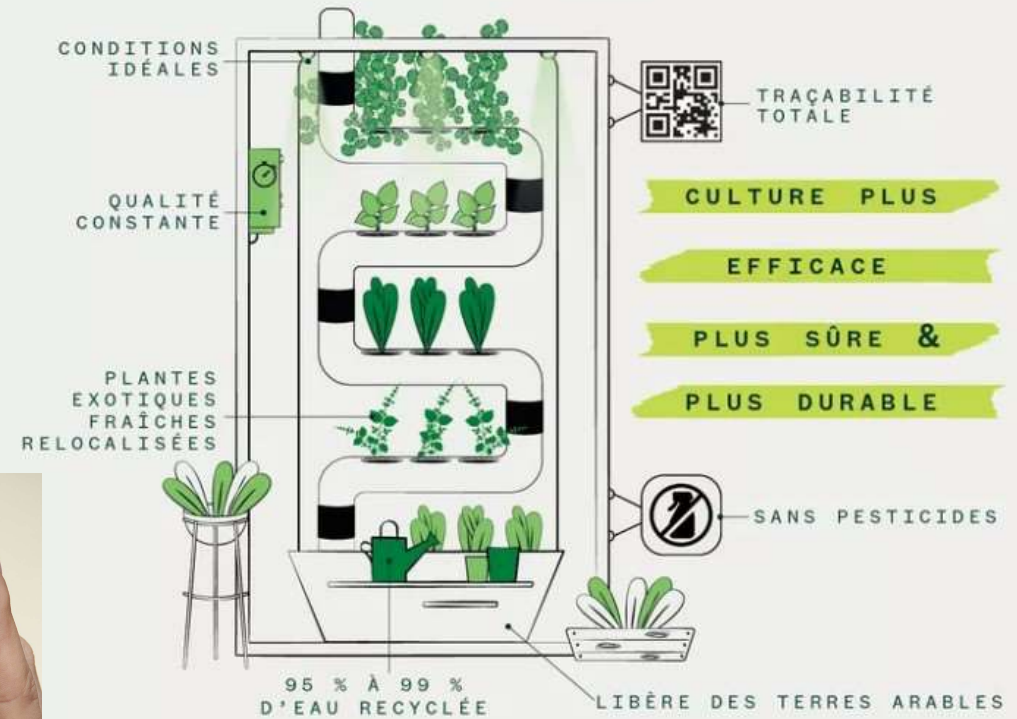 CONDITIONS
IDÉALES
QUALITÉ
CONSTANTE
PLANTES
EXOTIQUES
FRAÎCHES
RELOCALISÉES
95 % À 99 %
D'EAU RECYCLÉE
TRAÇABILITÉ
TOTALE
CULTURE PLUS
EFFICACE
PLUS SÛRE &
PLUS DURABLE
SANS PESTICIDES
LIBÈRE DES TERRES ARABLES